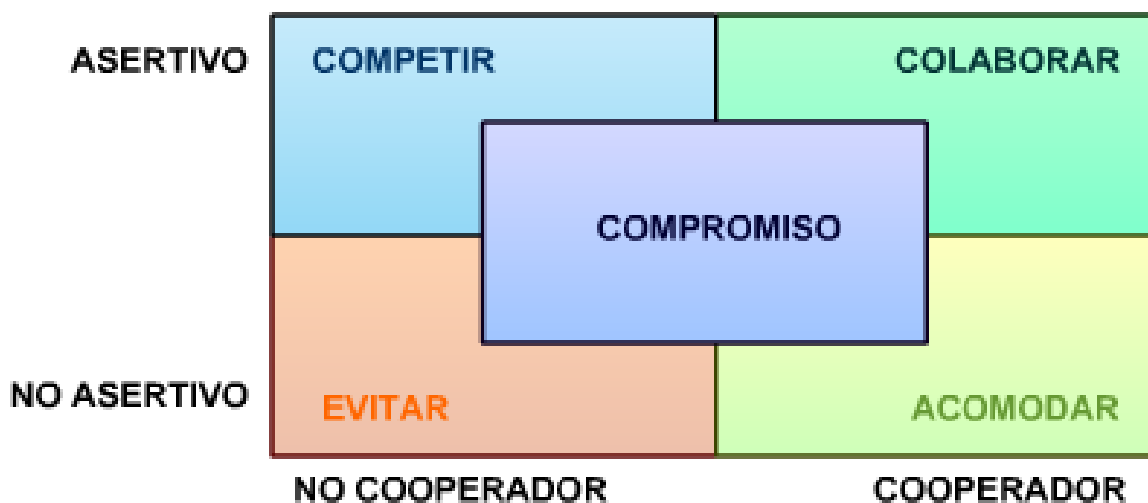 ASERTIVO
COMPETIR
COLABORAR
COMPROMISO
NO ASERTIVO
EVITAR
ACOMODAR
NO COOPERADOR
COOPERADOR